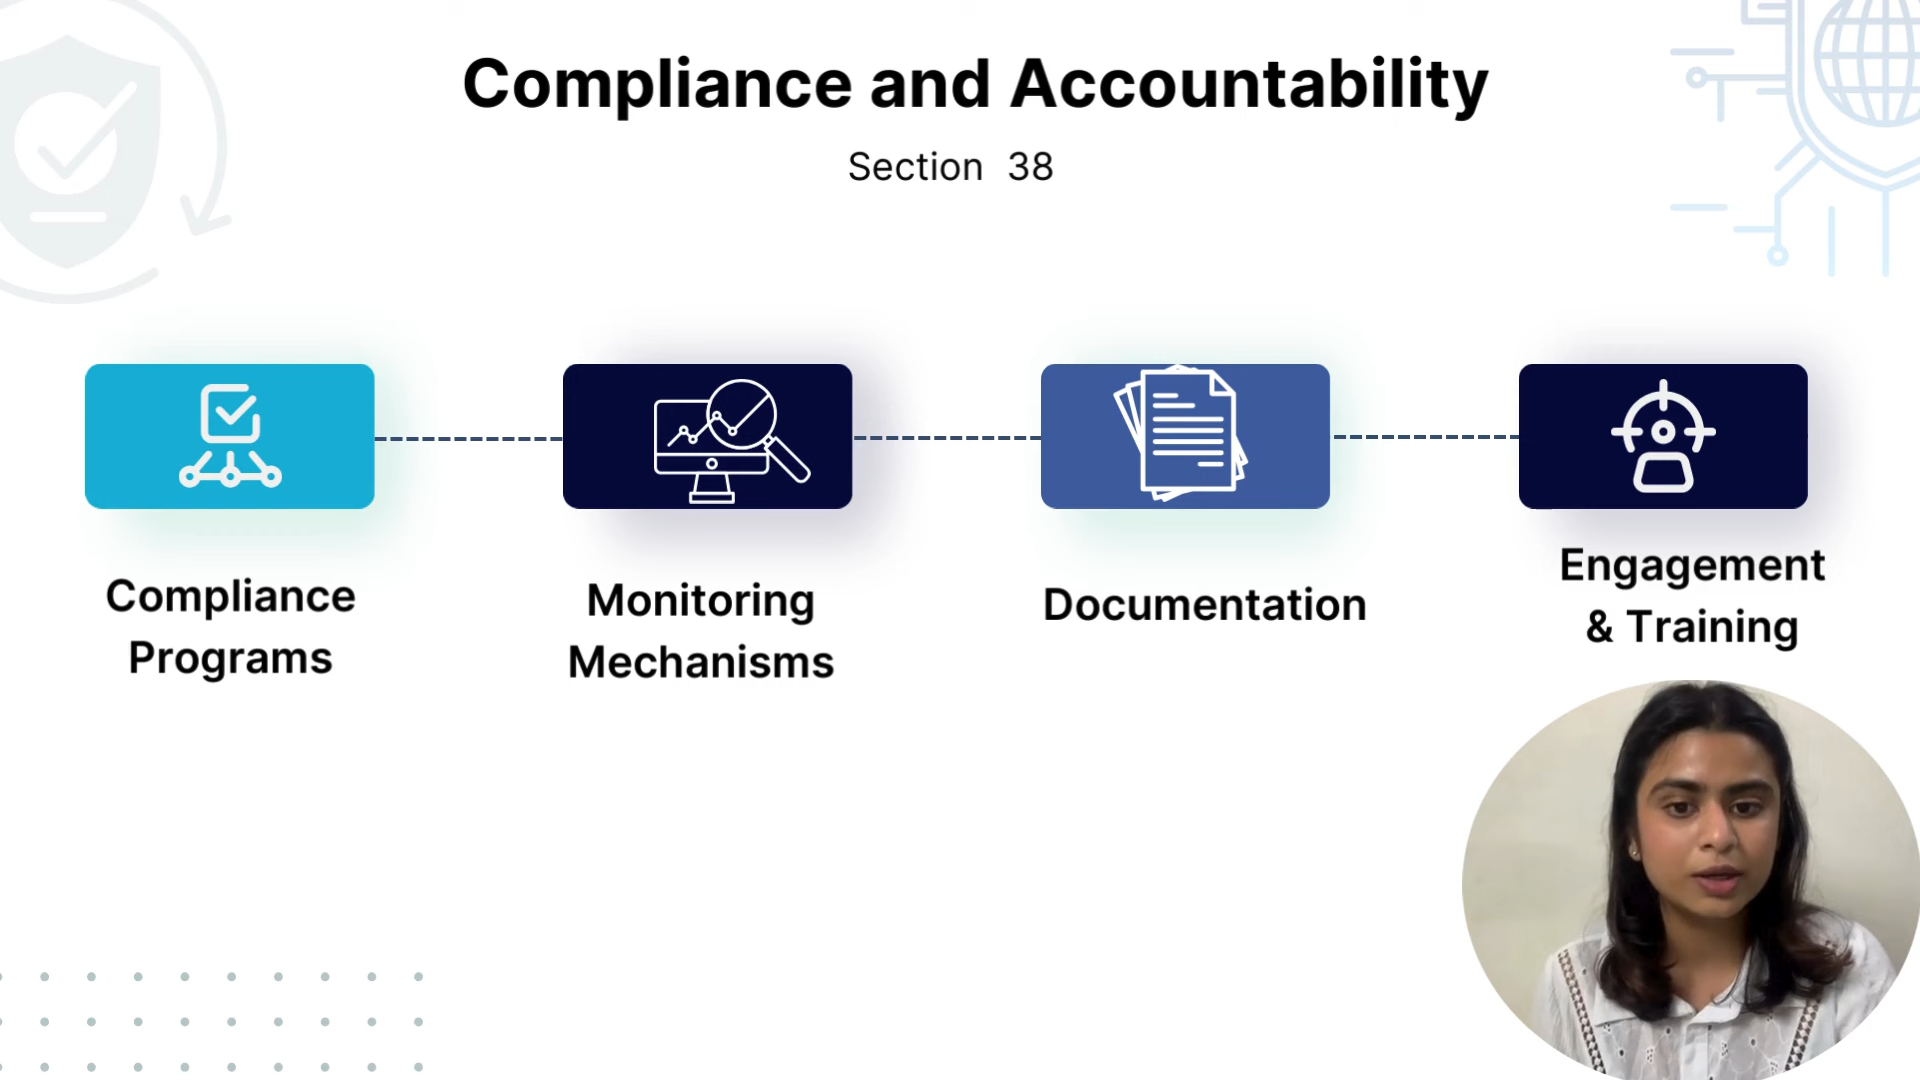 Compliance and Accountability
Section 38
Compliance
Programs
Monitoring
Mechanisms
Documentation
Engagement
& Training